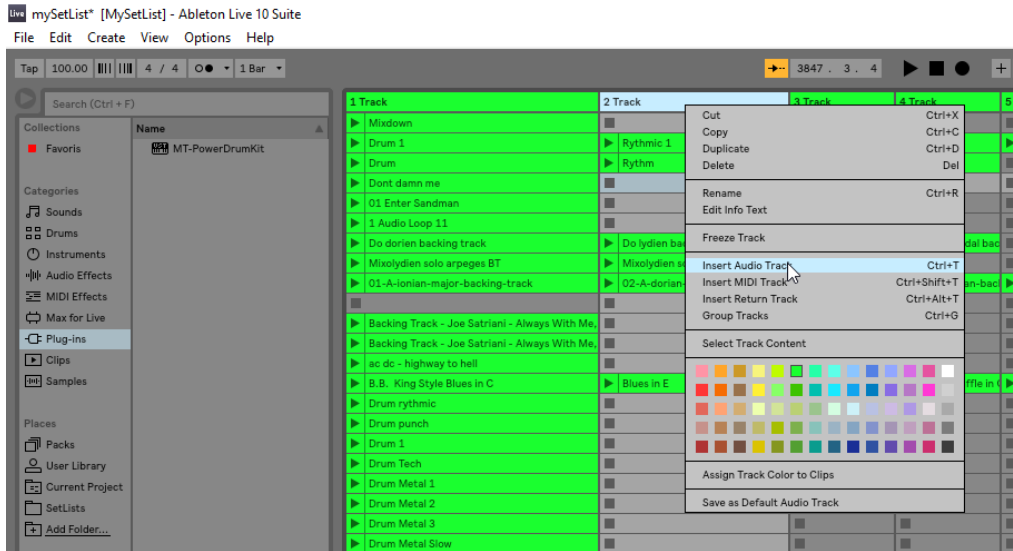 Live mySetList* [MySetList] - Ableton Live 10 Suite
File Edit Create View Options Help
Tap 100.00 4 / 4 1 Bar 3847 . 3 . 4
Search (Ctrl + F)
Collections
Favoris
Categories
Sounds
Drums
Instruments
Audio Effects
MIDI Effects
Max for Live
Plug-ins
Clips
Samples
Places
Packs
User Library
Current Project
SetLists
Add Folder...
Name
MT-PowerDrumKit
1 Track
Mixdown
Drum 1
Drum
Dont damn me
01 Enter Sandman
1 Audio Loop 11
Do dorien backing track
Mixolydien solo arpeges BT
01-A-ionian-major-backing-track
Backing Track - Joe Satriani - Always With Me,
Backing Track - Joe Satriani - Always With Me,
ac dc - highway to hell
B.B. King Style Blues in C
Drum rythmic
Drum punch
Drum 1
Drum Tech
Drum Metal 1
Drum Metal 2
Drum Metal 3
Drum Metal Slow
2 Track
Rythmic 1
Rythm
Do lydien
Mixolydien
02-A-dorian-
Blues in E
3 Track
4 Track
5
Cut Ctrl+X
Copy Ctrl+C
Duplicate Ctrl+D
Delete Del
Rename Ctrl+R
Edit Info Text
Freeze Track
Insert Audio Track Ctrl+T
Insert MIDI Track Ctrl+Shift+T
Insert Return Track Ctrl+Alt+T
Group Tracks Ctrl+G
Select Track Content
Assign Track Color to Clips
Save as Default Audio Track